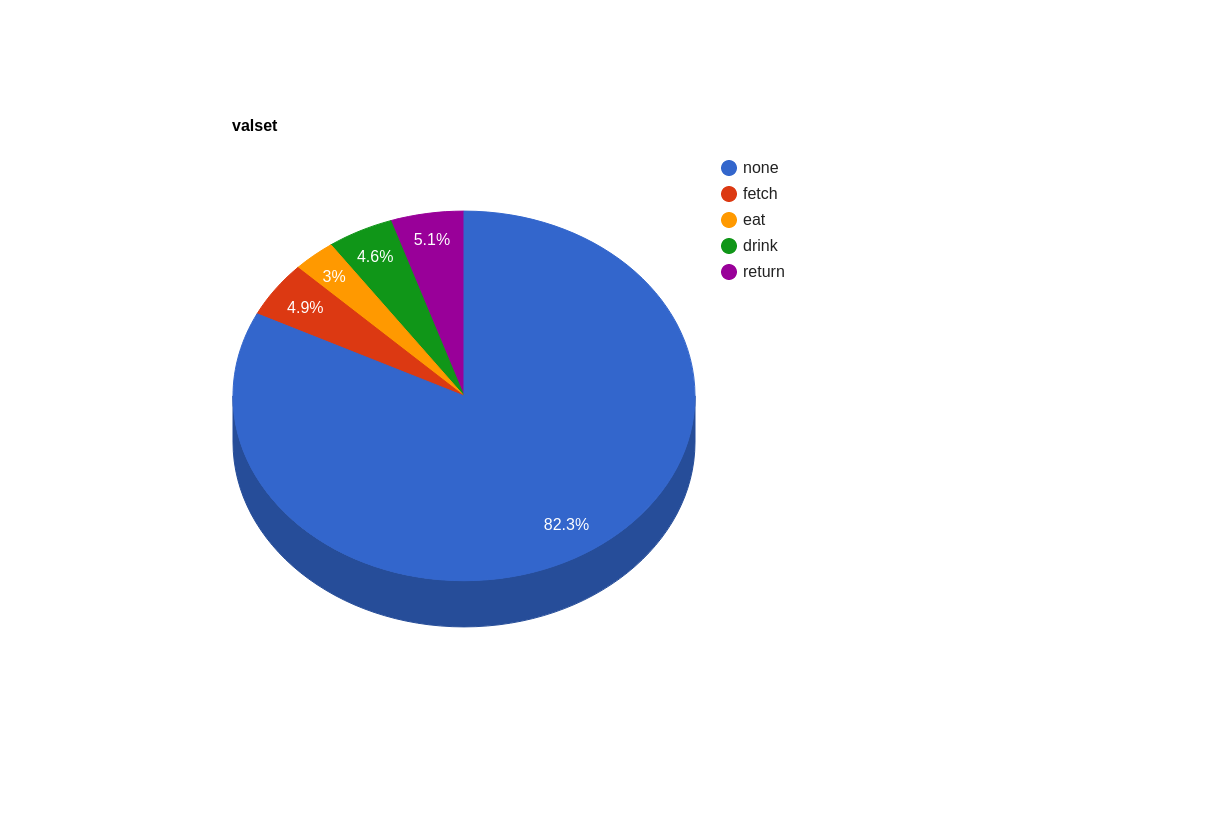 valset
none
fetch
eat
drink
return
5.1%
4.6%
3%
4.9%
82.3%